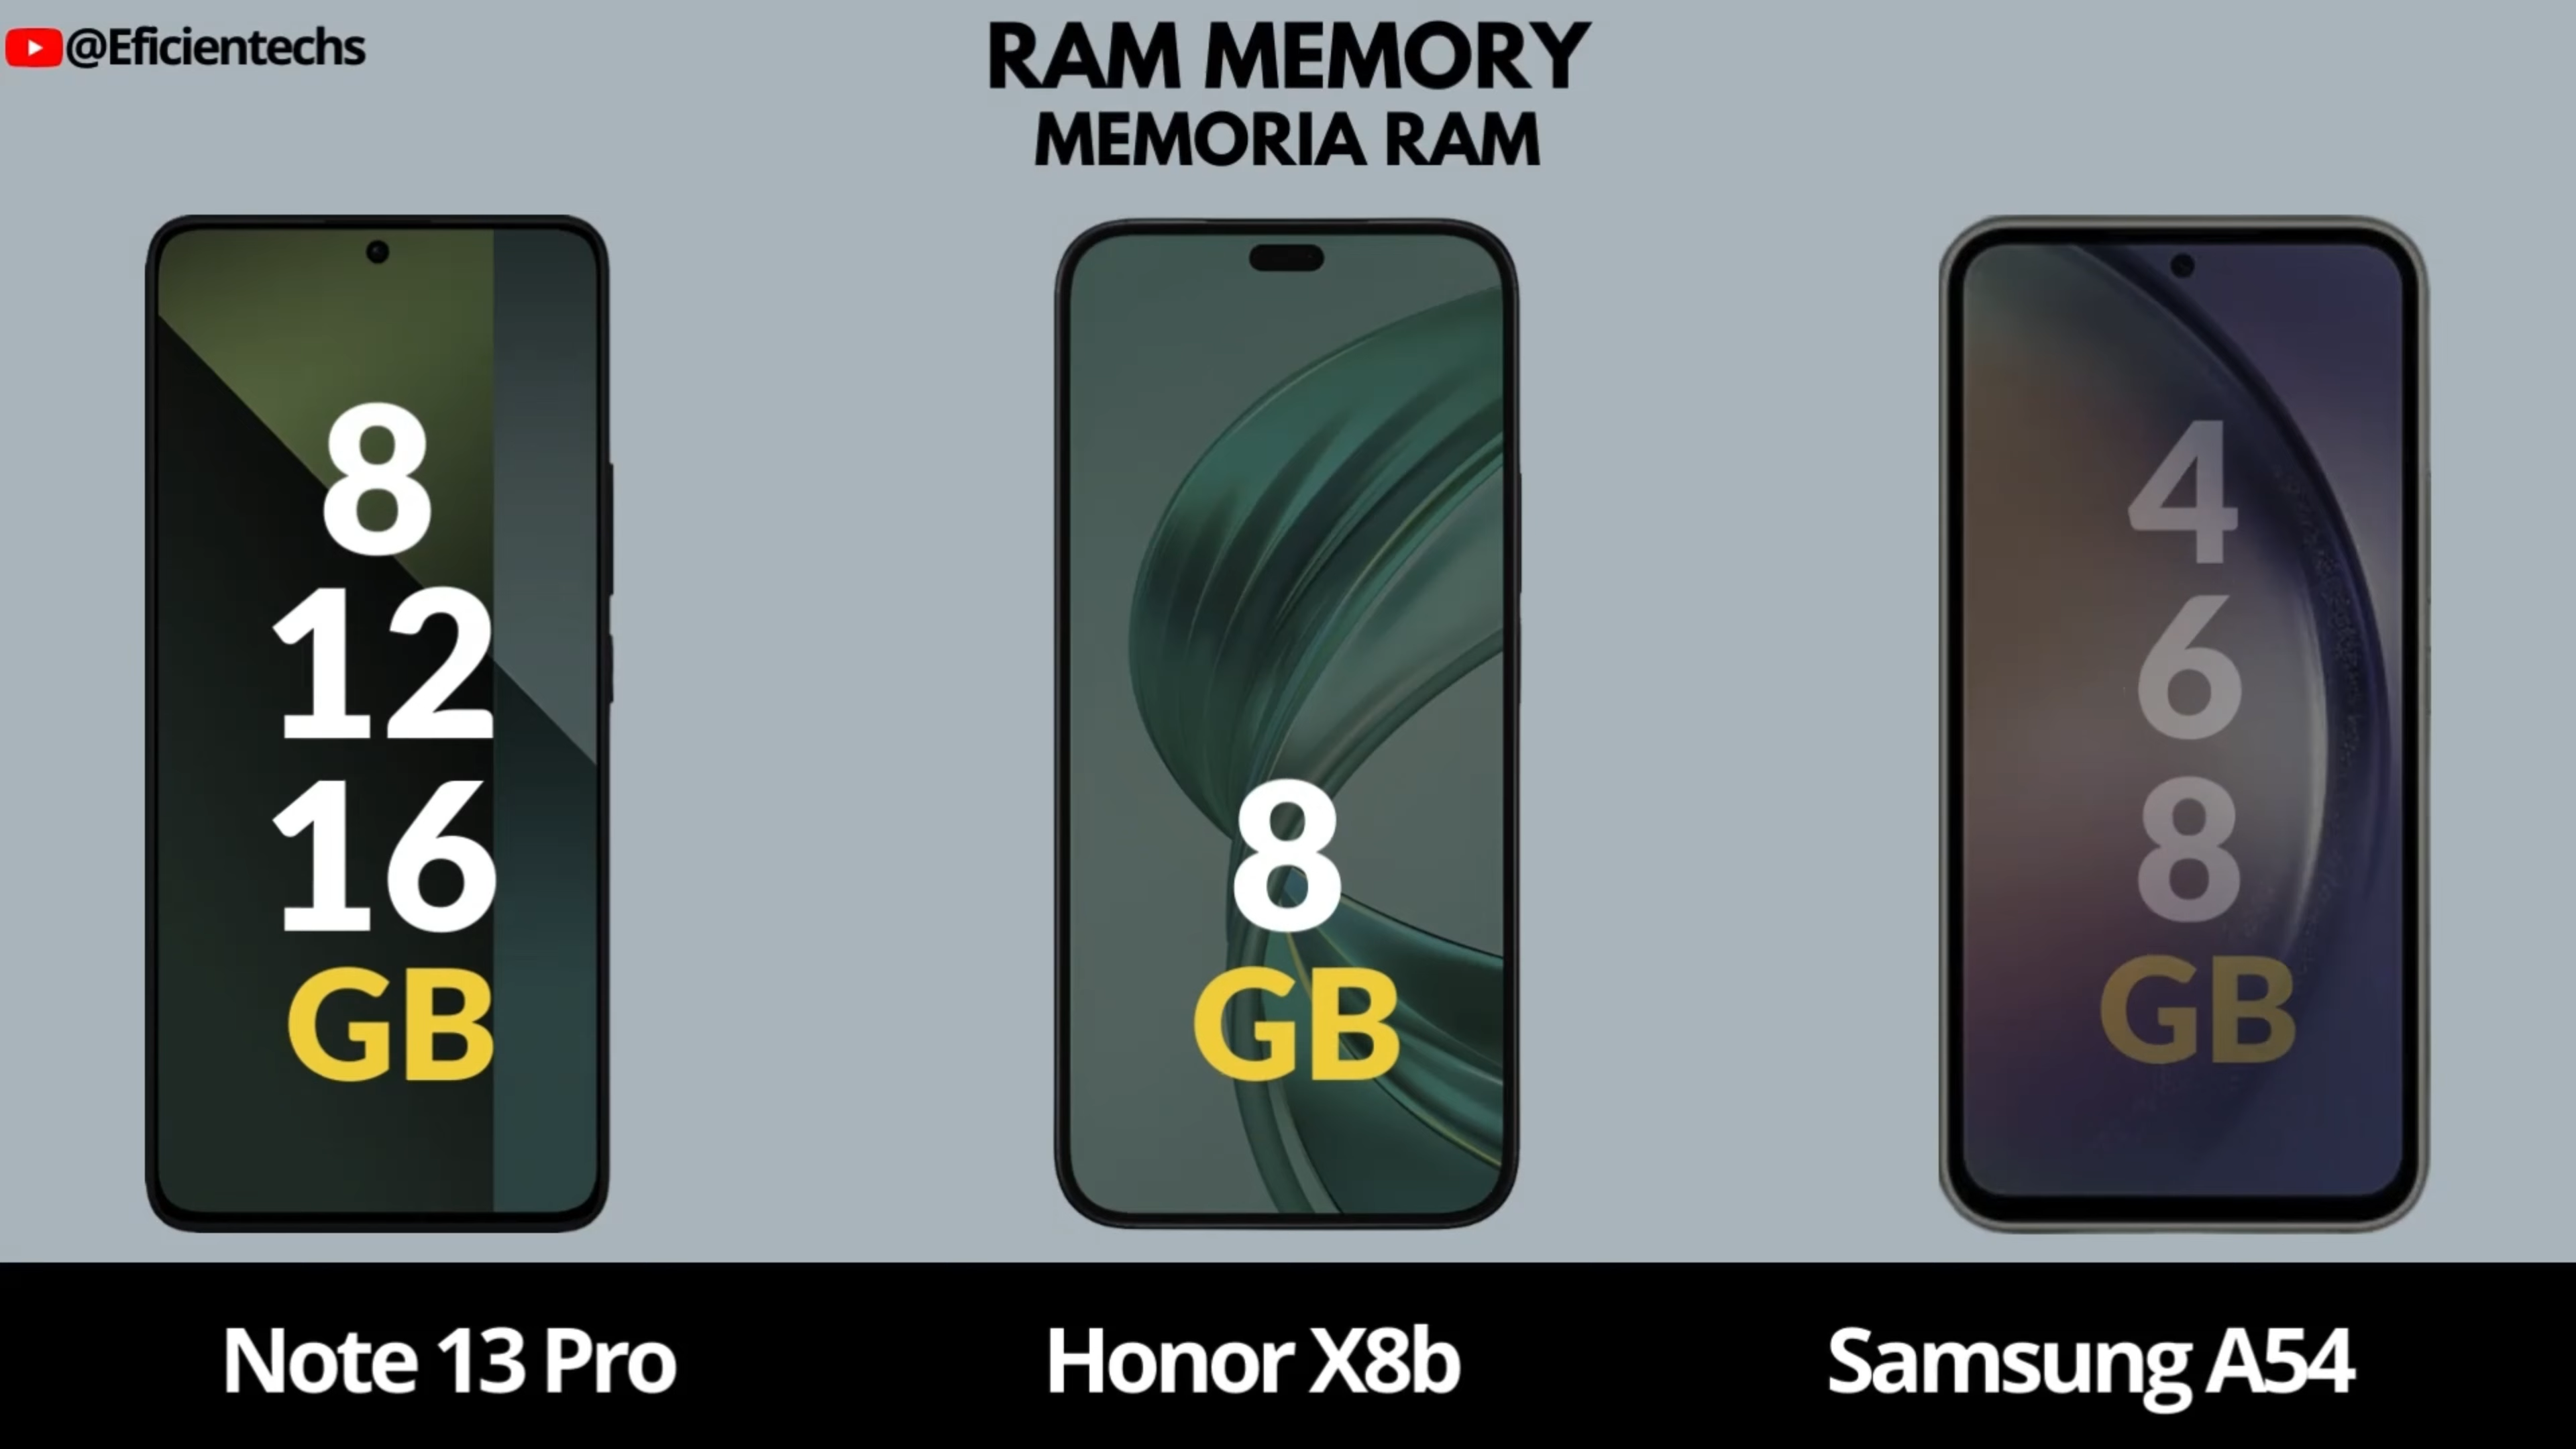 @Eficientechs
RAM MEMORY
MEMORIA RAM
8
12
16
GB
8
GB
4
6
8
GB
Note 13 Pro
Honor X8b
Samsung A54